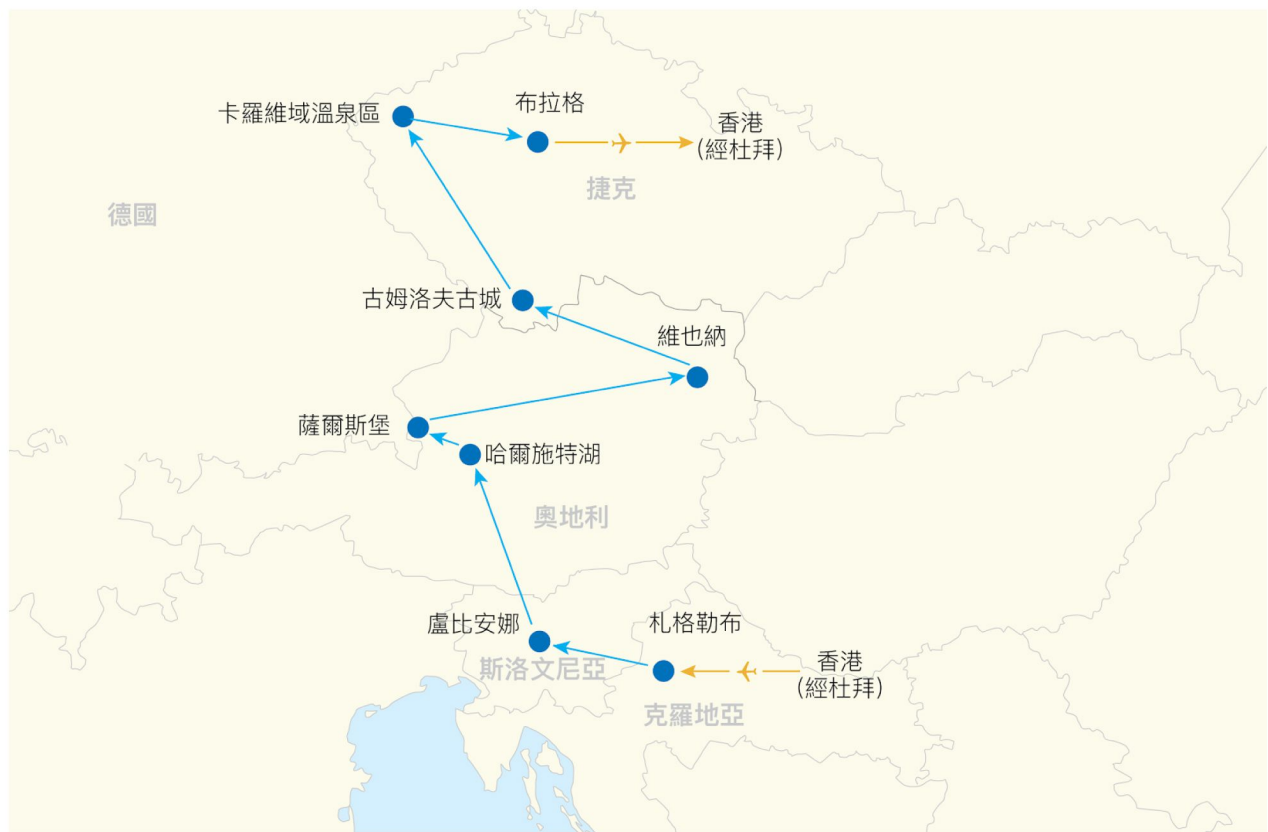 布拉格
卡羅維域溫泉區
香港
(經杜拜)
捷克
德國
古姆洛夫古城
維也納
薩爾斯堡
哈爾施特湖
奧地利
盧比安娜
札格勒布
香港
(經杜拜)
斯洛文尼亞
克羅地亞